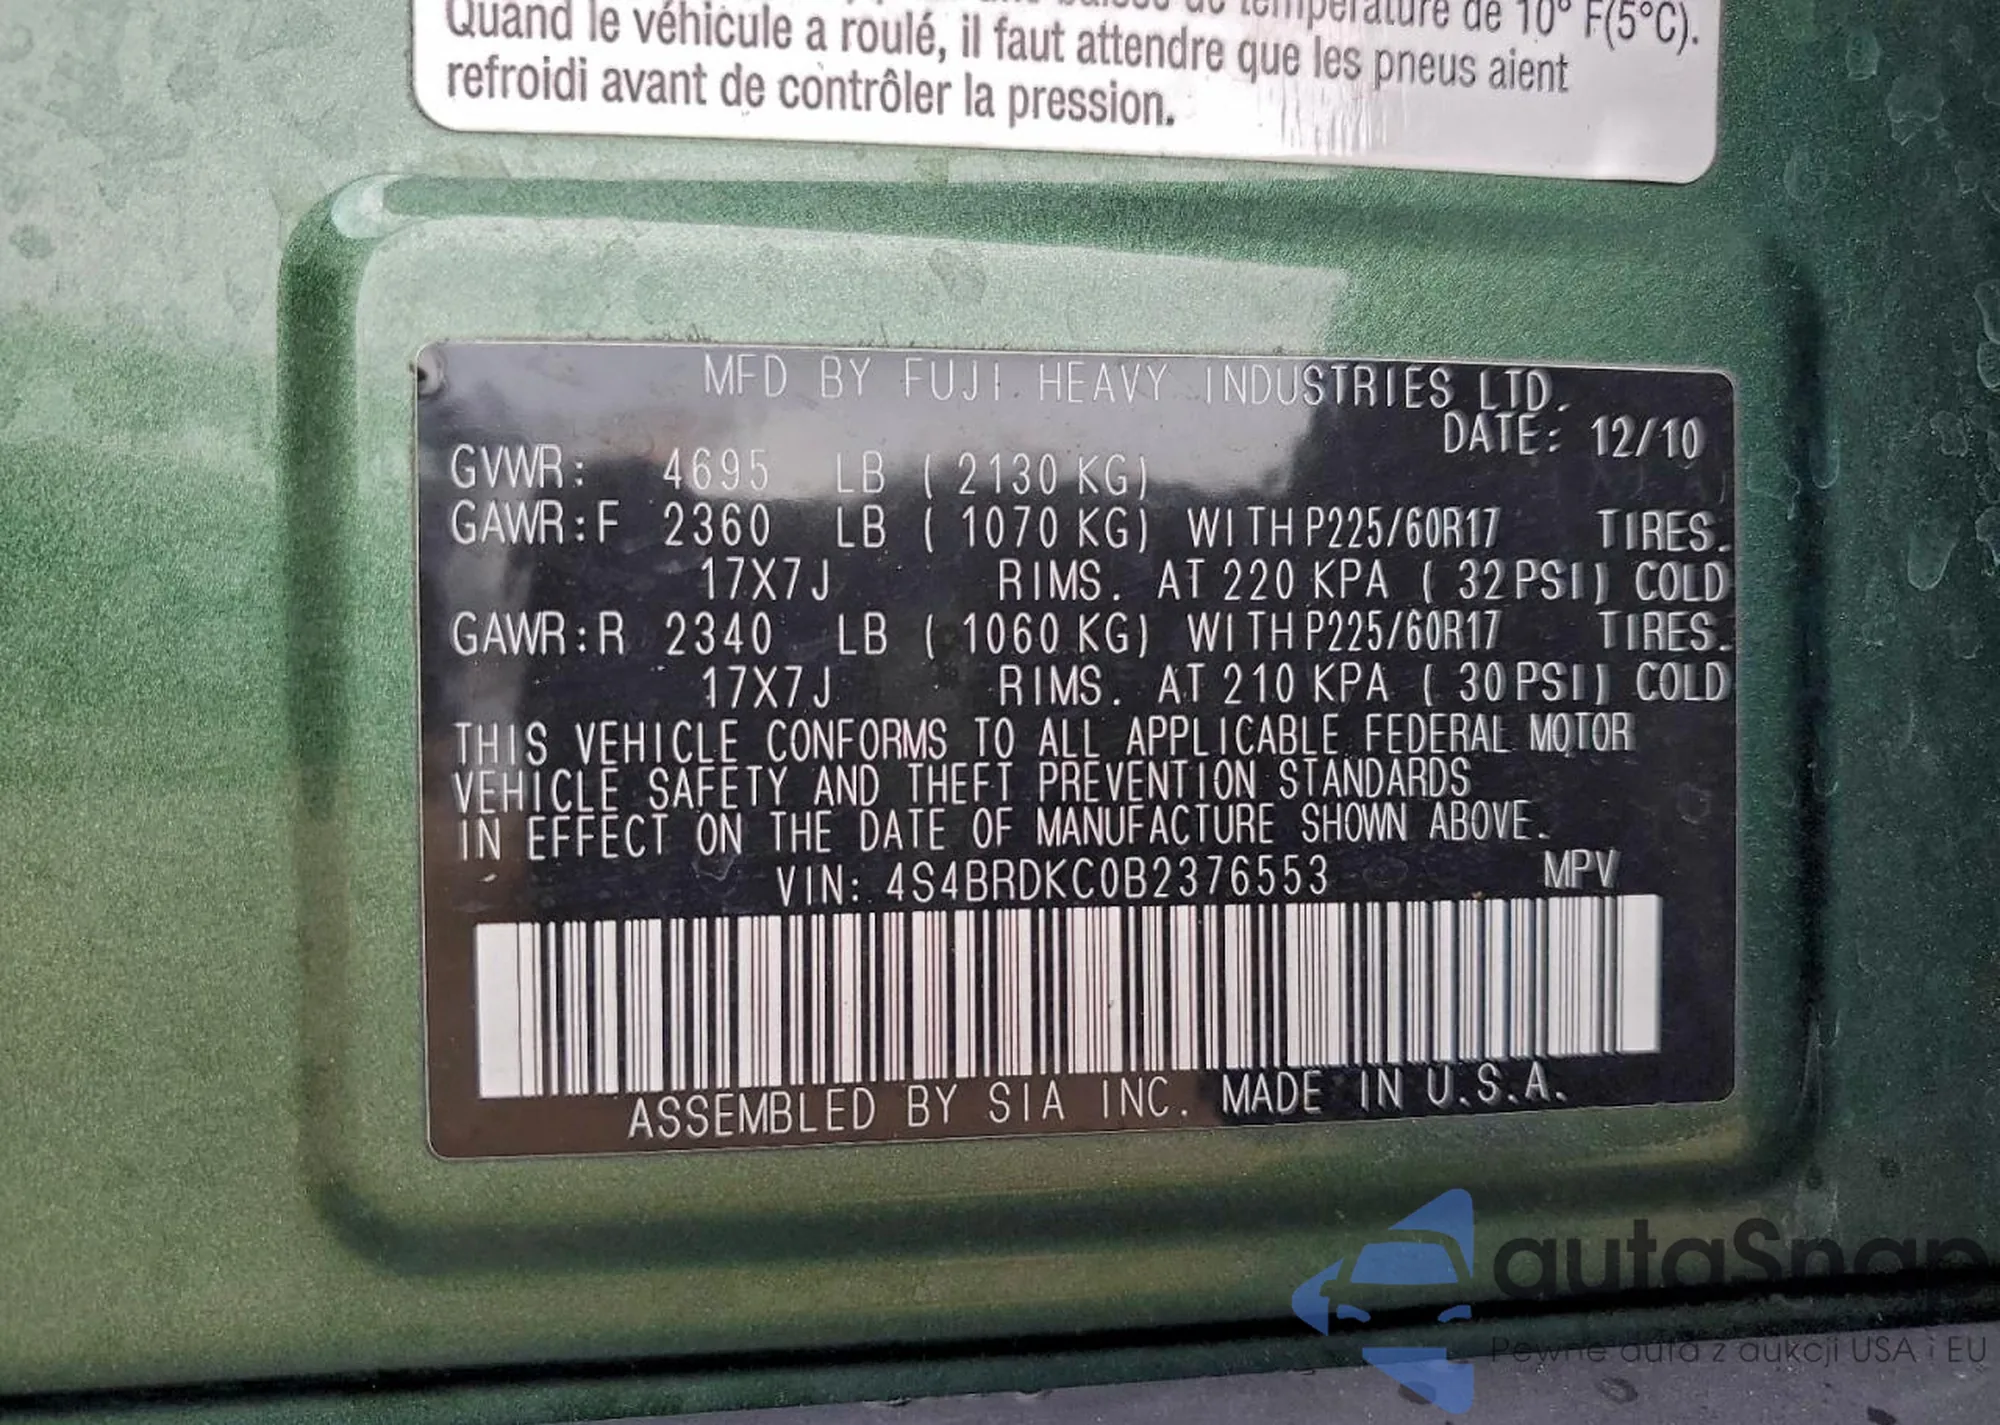 température de 10° F(5°C).
Quand le véhicule a roulé, il faut attendre que les pneus aient
refroidi avant de contrôler la pression.
MFD BY FUJI HEAVY INDUSTRIES LTD.
DATE: 12/10
GVWR: 4695 LB ( 2130 KG)
GAWR:F 2360 LB ( 1070 KG) WITH P225/60R17 TIRES.
17X7J RIMS. AT 220 KPA ( 32 PSI) COLD
GAWR:R 2340 LB ( 1060 KG) WITH P225/60R17 TIRES.
17X7J RIMS. AT 210 KPA ( 30 PSI) COLD
THIS VEHICLE CONFORMS TO ALL APPLICABLE FEDERAL MOTOR
VEHICLE SAFETY AND THEFT PREVENTION STANDARDS
IN EFFECT ON THE DATE OF MANUFACTURE SHOWN ABOVE.
VIN: 4S4BRDKC0B2376553 MPV
ASSEMBLED BY SIA INC. MADE IN U.S.A.
autaSnap
Pewne auta z aukcji USA i EU